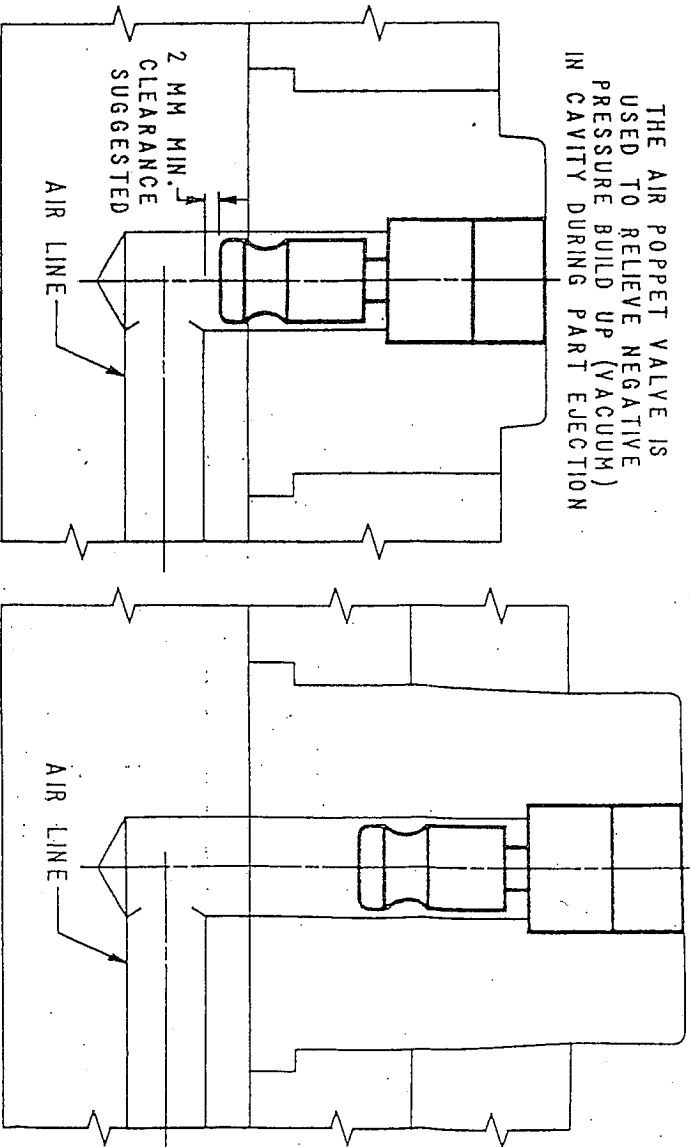 THE AIR POPPET VALVE IS
USED TO RELIEVE NEGATIVE
PRESSURE BUILD UP (VACUUM)
IN CAVITY DURING PART EJECTION
2 MM MIN.
CLEARANCE
SUGGESTED
AIR LINE
AIR LINE